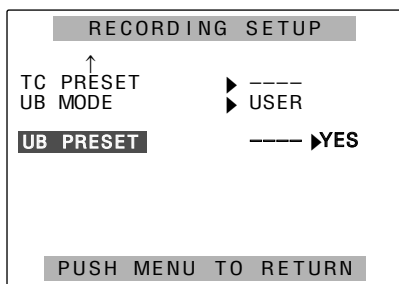 RECORDING SETUP
↑
TC PRESET ▶ ––––
UB MODE ▶ USER
UB PRESET –––– ▶YES
PUSH MENU TO RETURN